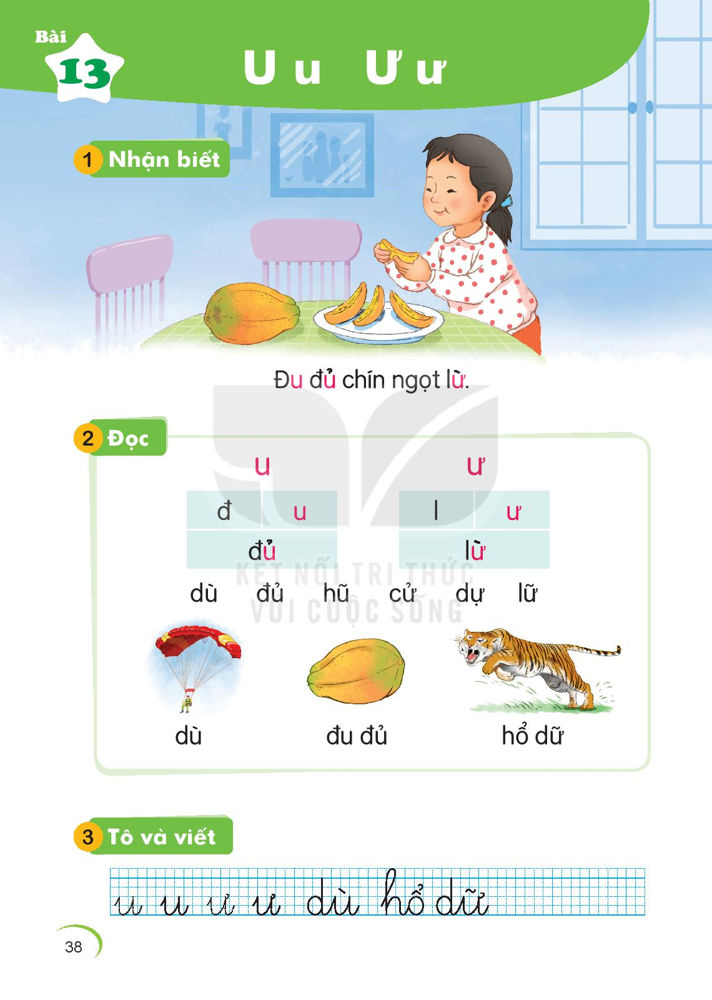 Bài
13
U u Ư ư
1 Nhận biết
Đu đủ chín ngọt lừ.
2 Đọc
u ư
đ u l ư
đủ lừ
dù đủ hũ cử dự lữ
KẾT NỐI TRI THỨC
VỚI CUỘC SỐNG
dù đu đủ hổ dữ
3 Tô và viết
u u ư ư dù hổ dữ
38